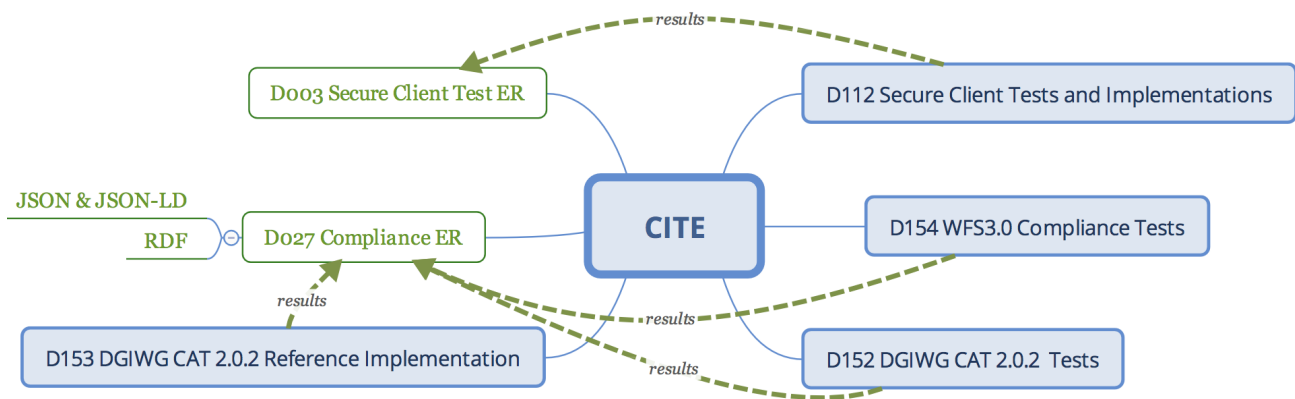 results
D003 Secure Client Test ER
D112 Secure Client Tests and Implementations
JSON & JSON-LD
RDF
D027 Compliance ER
CITE
D154 WFS3.0 Compliance Tests
results
results
D153 DGIWG CAT 2.0.2 Reference Implementation
results
D152 DGIWG CAT 2.0.2 Tests